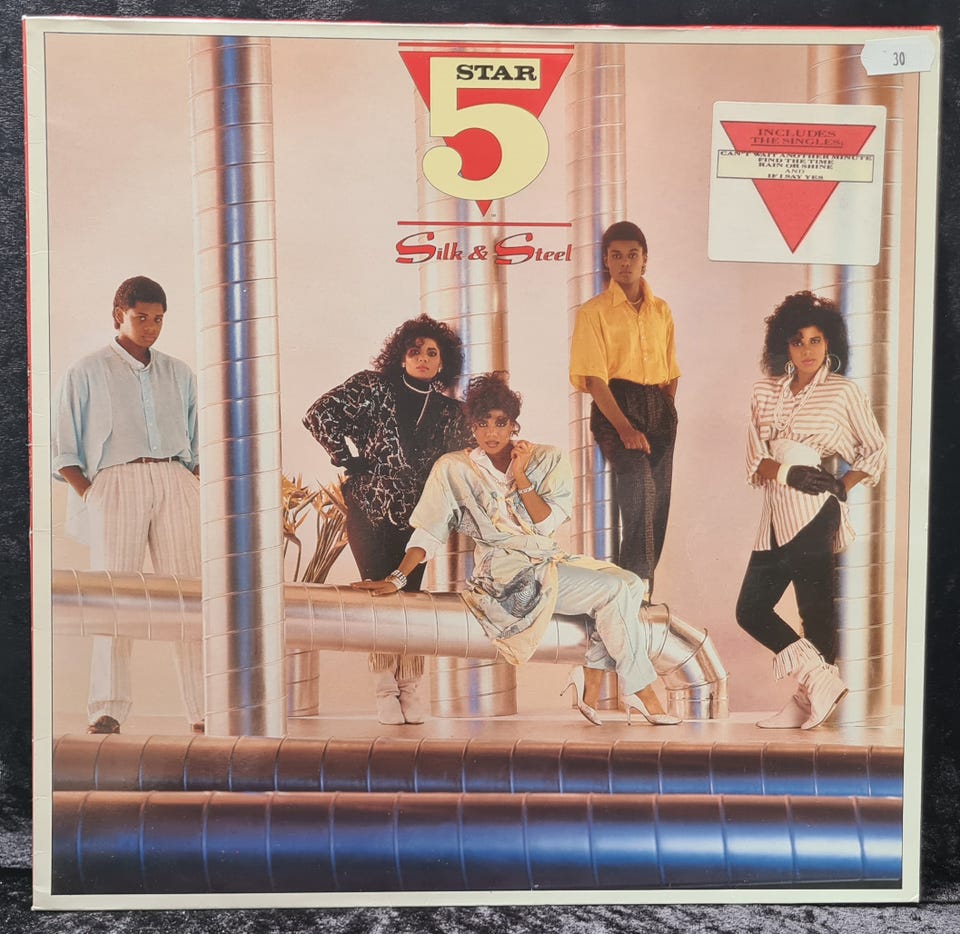 STAR
5
Silk & Steel
30
INCLUDES
THE SINGLES:
CAN'T WAIT ANOTHER MINUTE
FIND THE TIME
RAIN OR SHINE
AND
IF I SAY YES